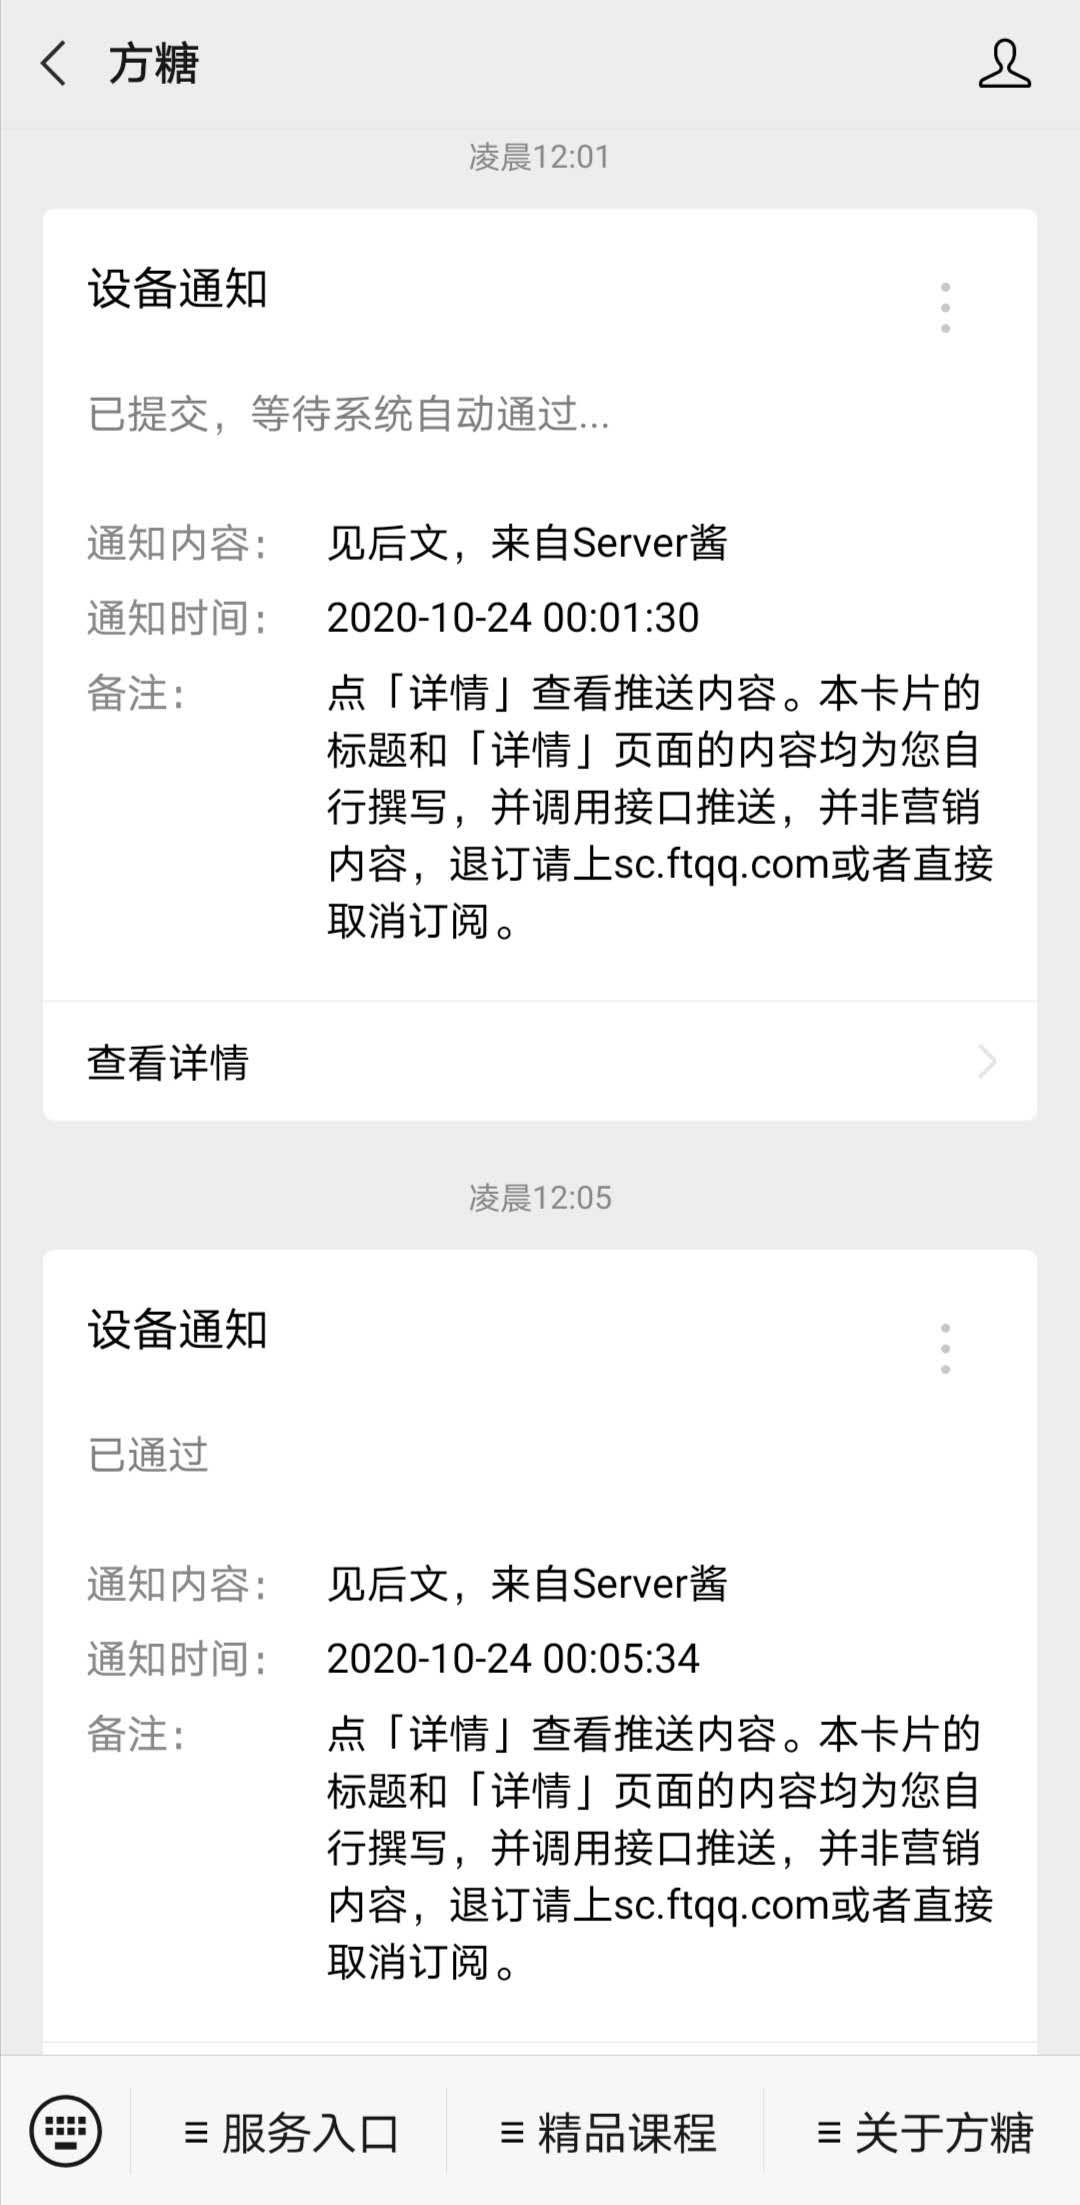 方糖
凌晨12:01
设备通知
已提交，等待系统自动通过...
通知内容： 见后文，来自Server酱
通知时间： 2020-10-24 00:01:30
备注： 点「详情」查看推送内容。本卡片的
标题和「详情」页面的内容均为您自
行撰写，并调用接口推送，并非营销
内容，退订请上sc.ftqq.com或者直接
取消订阅。
查看详情
凌晨12:05
设备通知
已通过
通知内容： 见后文，来自Server酱
通知时间： 2020-10-24 00:05:34
备注： 点「详情」查看推送内容。本卡片的
标题和「详情」页面的内容均为您自
行撰写，并调用接口推送，并非营销
内容，退订请上sc.ftqq.com或者直接
取消订阅。
服务入口 精品课程 关于方糖